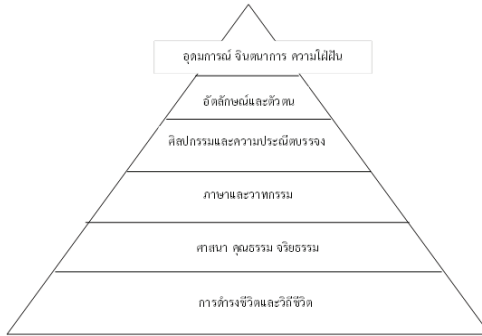 อุดมการณ์ จินตนาการ ความใฝ่ฝัน
อัตลักษณ์และตัวตน
ศิลปกรรมและความประณีตบรรจง
ภาษาและวาทกรรม
ศาสนา คุณธรรม จริยธรรม
การดำรงชีวิตและวิถีชีวิต